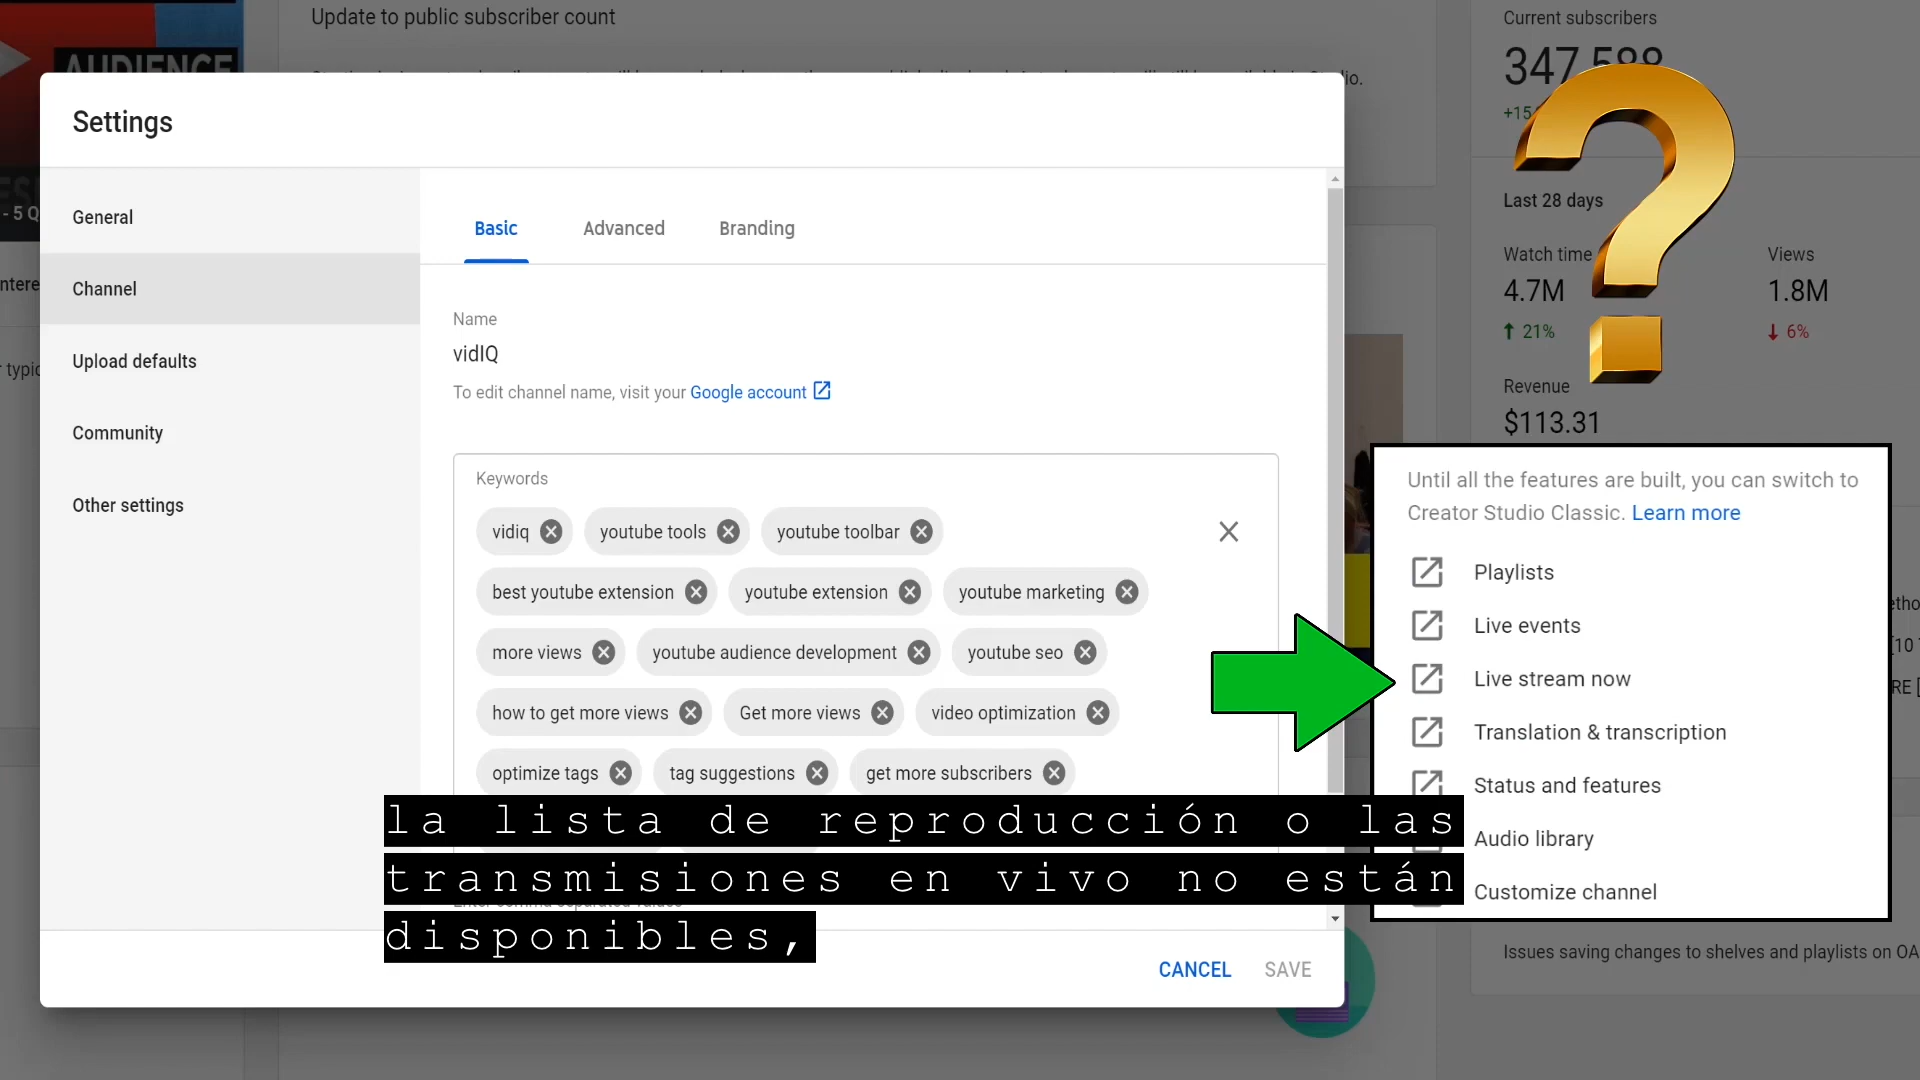 Update to public subscriber count
AUDIENCE
Settings
General
Channel
Upload defaults
Community
Other settings
Basic
Advanced
Branding
Name
vidIQ
To edit channel name, visit your Google account
Keywords
vidiq
youtube tools
youtube toolbar
best youtube extension
youtube extension
youtube marketing
more views
youtube audience development
youtube seo
how to get more views
Get more views
video optimization
optimize tags
tag suggestions
get more subscribers
CANCEL
SAVE
Current subscribers
347,588
Last 28 days
Watch time
4.7M
21%
Views
1.8M
6%
Revenue
$113.31
Until all the features are built, you can switch to
Creator Studio Classic. Learn more
Playlists
Live events
Live stream now
Translation & transcription
Status and features
Audio library
Customize channel
Issues saving changes to shelves and playlists on OA
la lista de reproducción o las
transmisiones en vivo no están
disponibles,